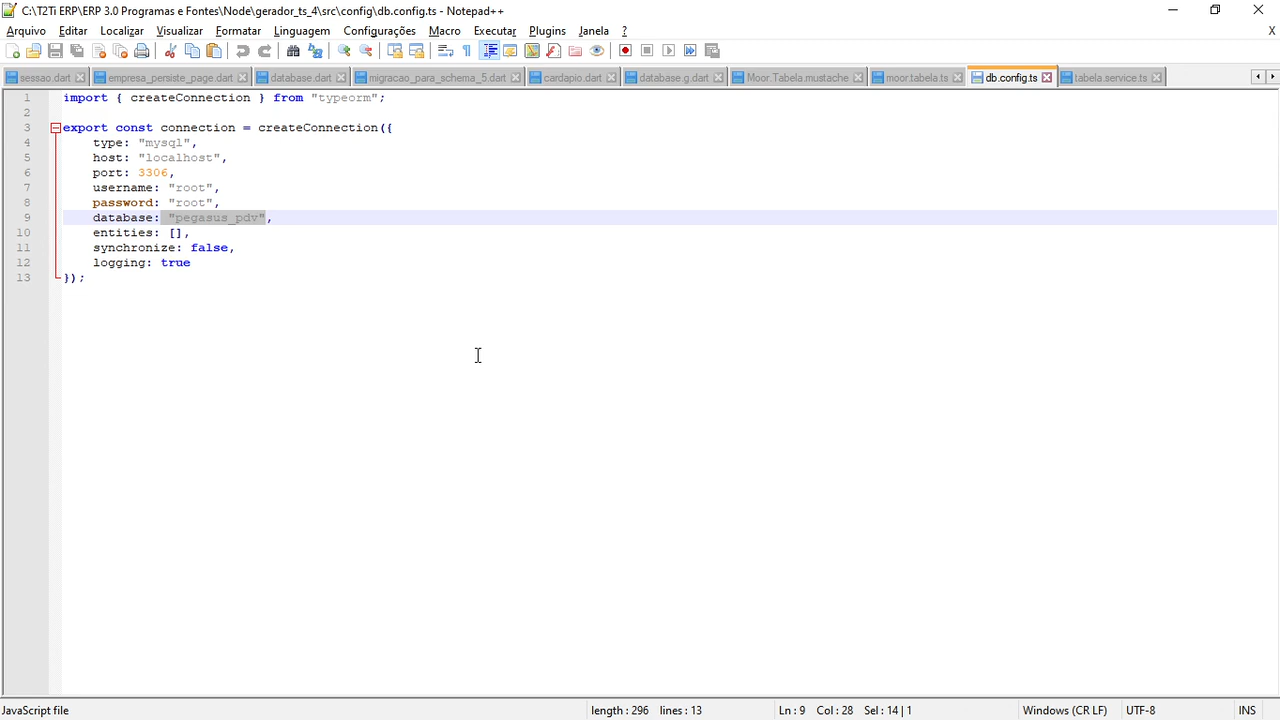 C:\T2Ti ERP\ERP 3.0 Programas e Fontes\Node\gerador_ts_4\src\config\db.config.ts - Notepad++
Arquivo Editar Localizar Visualizar Formatar Linguagem Configurações Macro Executar Plugins Janela ? X
sessao.dart empresa_persiste_page.dart database.dart migracao_para_esquema_5.dart cardapio.dart database.g.dart Moor.Tabela.mustache moor.tabela.ts db.config.ts tabela.service.ts
1 import { createConnection } from "typeorm";
2
3 export const connection = createConnection({
4 type: "mysql",
5 host: "localhost",
6 port: 3306,
7 username: "root",
8 password: "root",
9 database: "pegasus_pdv",
10 entities: [],
11 synchronize: false,
12 logging: true
13 });
JavaScript file length : 296 lines : 13 Ln : 9 Col : 28 Sel : 14 | 1 Windows (CR LF) UTF-8 INS